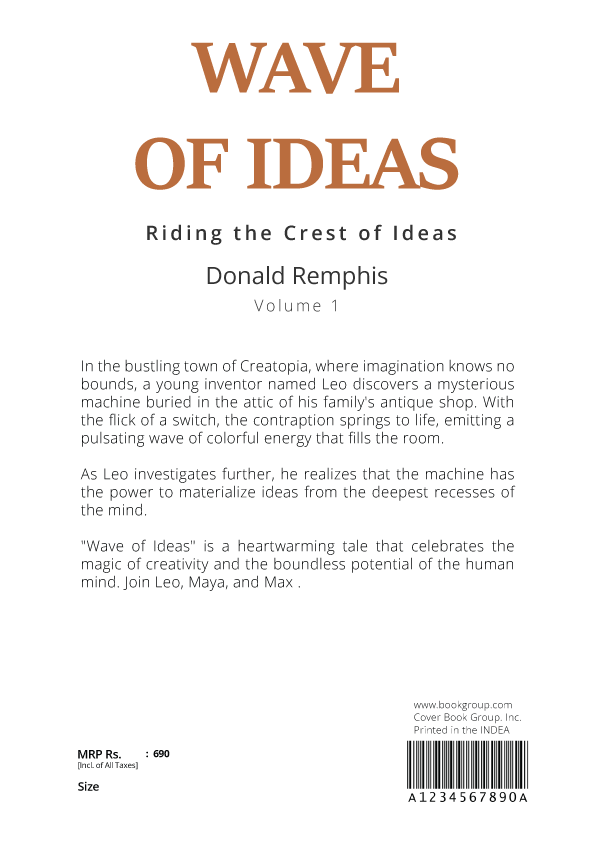 WAVE
OF IDEAS
Riding the Crest of Ideas
Donald Remphis
Volume 1
In the bustling town of Creatopia, where imagination knows no
bounds, a young inventor named Leo discovers a mysterious
machine buried in the attic of his family's antique shop. With
the flick of a switch, the contraption springs to life, emitting a
pulsating wave of colorful energy that fills the room.
As Leo investigates further, he realizes that the machine has
the power to materialize ideas from the deepest recesses of
the mind.
"Wave of Ideas" is a heartwarming tale that celebrates the
magic of creativity and the boundless potential of the human
mind. Join Leo, Maya, and Max .
www.bookgroup.com
Cover Book Group. Inc.
Printed in the INDEA
MRP Rs. : 690
[Incl. of All Taxes]
Size
A1234567890A